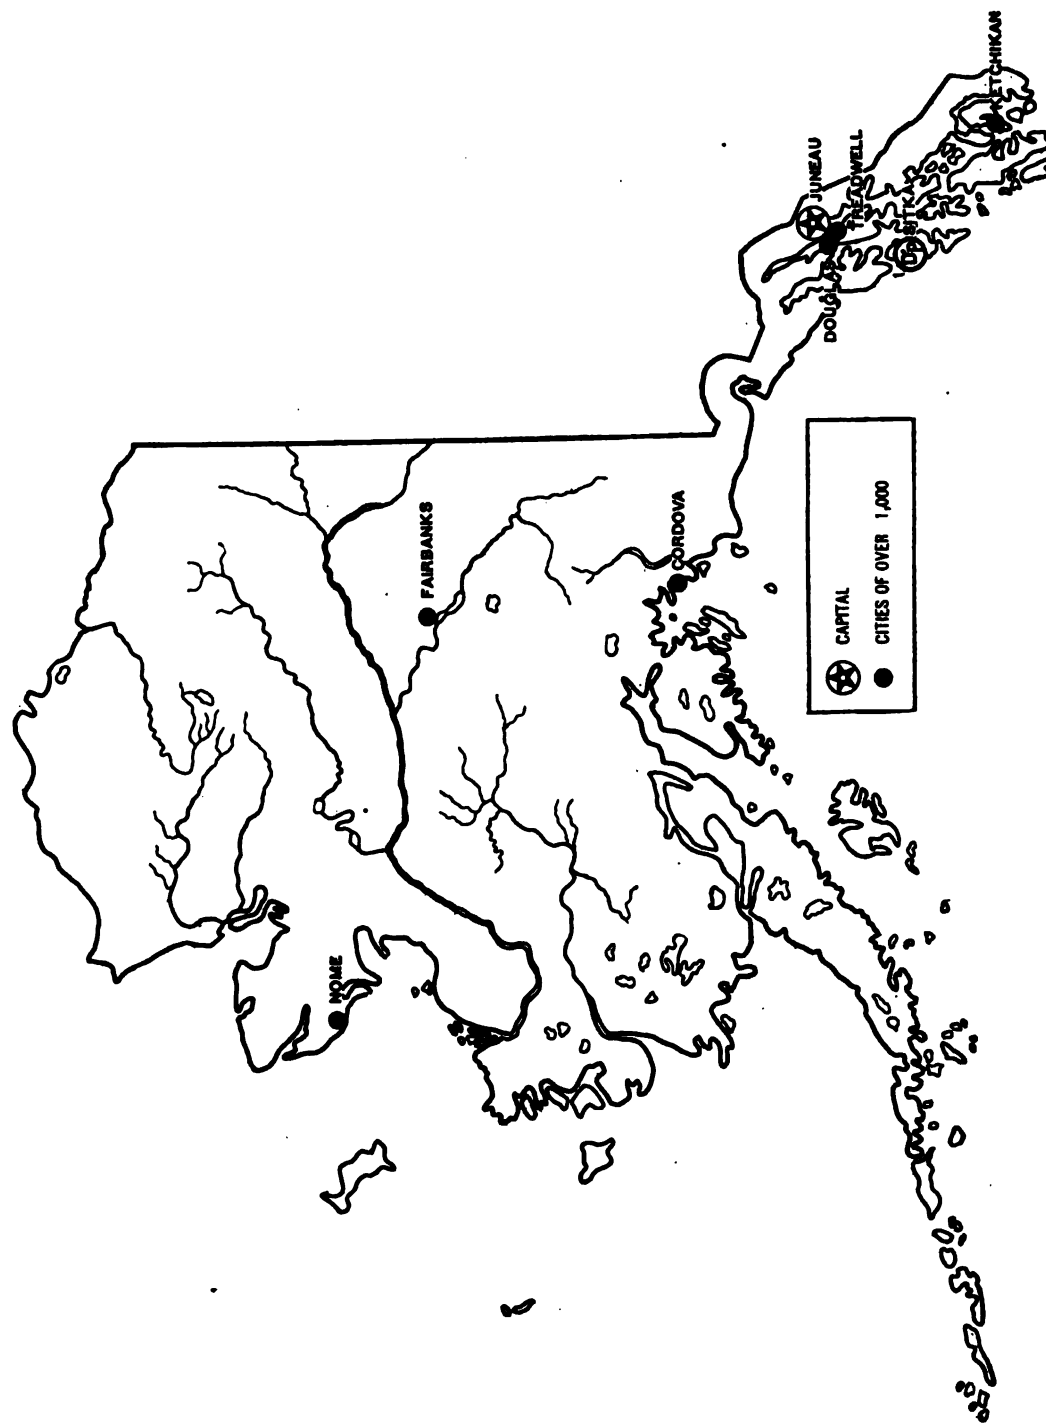 NOME
FAIRBANKS
CORDOVA
JUNEAU
DOUGLAS
TREADWELL
SITKA
KETCHIKAN
CAPITAL
CITIES OF OVER 1,000